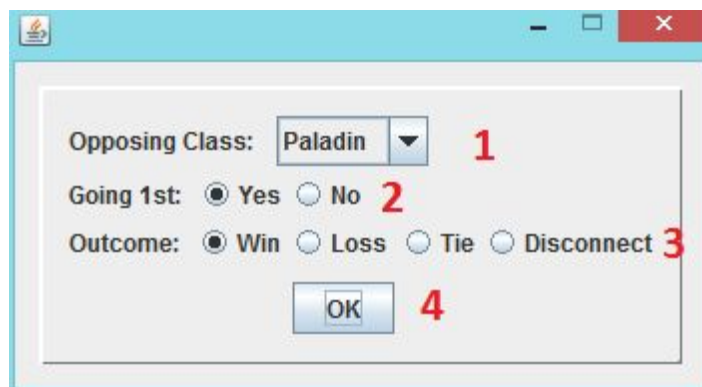 Opposing Class: Paladin 1
Going 1st: Yes No 2
Outcome: Win Loss Tie Disconnect 3
OK 4